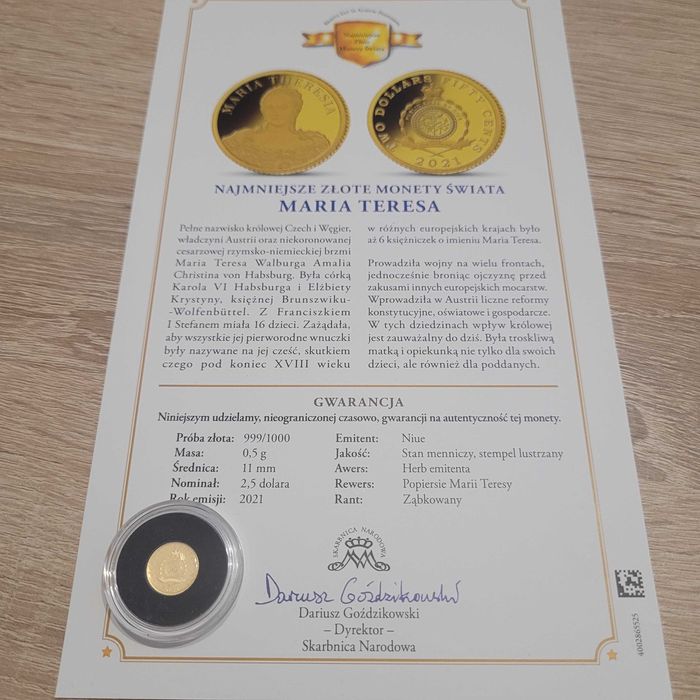 Najmniejsze
Złote
Monety Świata
MARIA THERESIA
TWO DOLLARS FIFTY CENTS
2021
NAJMNIEJSZE ZŁOTE MONETY ŚWIATA
MARIA TERESA
Pełne nazwisko królowej Czech i Węgier,
władczyni Austrii oraz niekoronowanej
cesarzowej rzymsko-niemieckiej brzmi
Maria Teresa Walburga Amalia
Christina von Habsburg. Była córką
Karola VI Habsburga i Elżbiety
Krystyny, księżnej Brunszwiku-
-Wolfenbüttel. Z Franciszkiem
I Stefanem miała 16 dzieci. Zażądała,
aby wszystkie jej pierworodne wnuczki
były nazywane na jej cześć, skutkiem
czego pod koniec XVIII wieku
w różnych europejskich krajach było
aż 6 księżniczek o imieniu Maria Teresa.
Prowadziła wojny na wielu frontach,
jednocześnie broniąc ojczyznę przed
zakusami innych europejskich mocarstw.
Wprowadziła w Austrii liczne reformy
konstytucyjne, oświatowe i gospodarcze.
W tych dziedzinach wpływ królowej
jest zauważalny do dziś. Była troskliwą
matką i opiekunką nie tylko dla swoich
dzieci, ale również dla poddanych.
GWARANCJA
Niniejszym udzielamy, nieograniczonej czasowo, gwarancji na autentyczność tej monety.
Próba złota: 999/1000
Masa: 0,5 g
Średnica: 11 mm
Nominał: 2,5 dolara
Rok emisji: 2021
Emitent: Niue
Jakość: Stan menniczy, stempel lustrzany
Awers: Herb emitenta
Rewers: Popiersie Marii Teresy
Rant: Ząbkowany
SKARBNICA NARODOWA
Dariusz Goździkowski
Dariusz Goździkowski
– Dyrektor –
Skarbnica Narodowa
4002865525